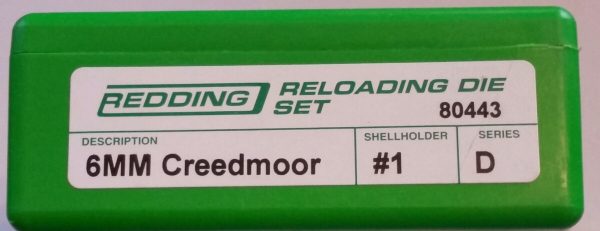 REDDING RELOADING DIE
SET 80443
DESCRIPTION SHELLHOLDER SERIES
6MM Creedmoor #1 D